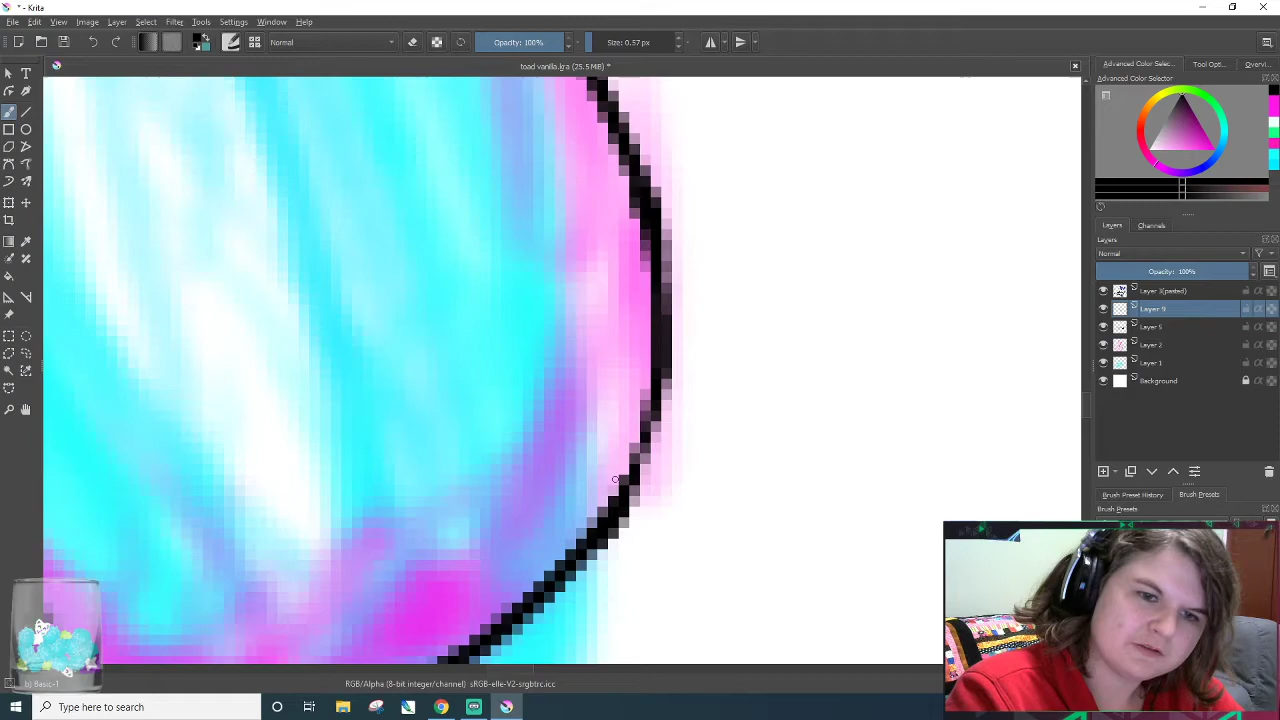 Krita
File Edit View Image Layer Select Filter Tools Settings Window Help
Normal
Opacity: 100%
Size: 0.57 px
toad vanilla.kra (25.5 MiB) *
Advanced Color Selec...
Tool Opti...
Overvi...
Advanced Color Selector
Layers
Channels
Layers
Normal
Opacity: 100%
Layer 3(pasted)
Layer 9
Layer 5
Layer 2
Layer 1
Background
Brush Preset History
Brush Presets
Brush Presets
b) Basic-1
RGB/Alpha (8-bit integer/channel) sRGB-elle-V2-srgbtrc.icc
Type here to search